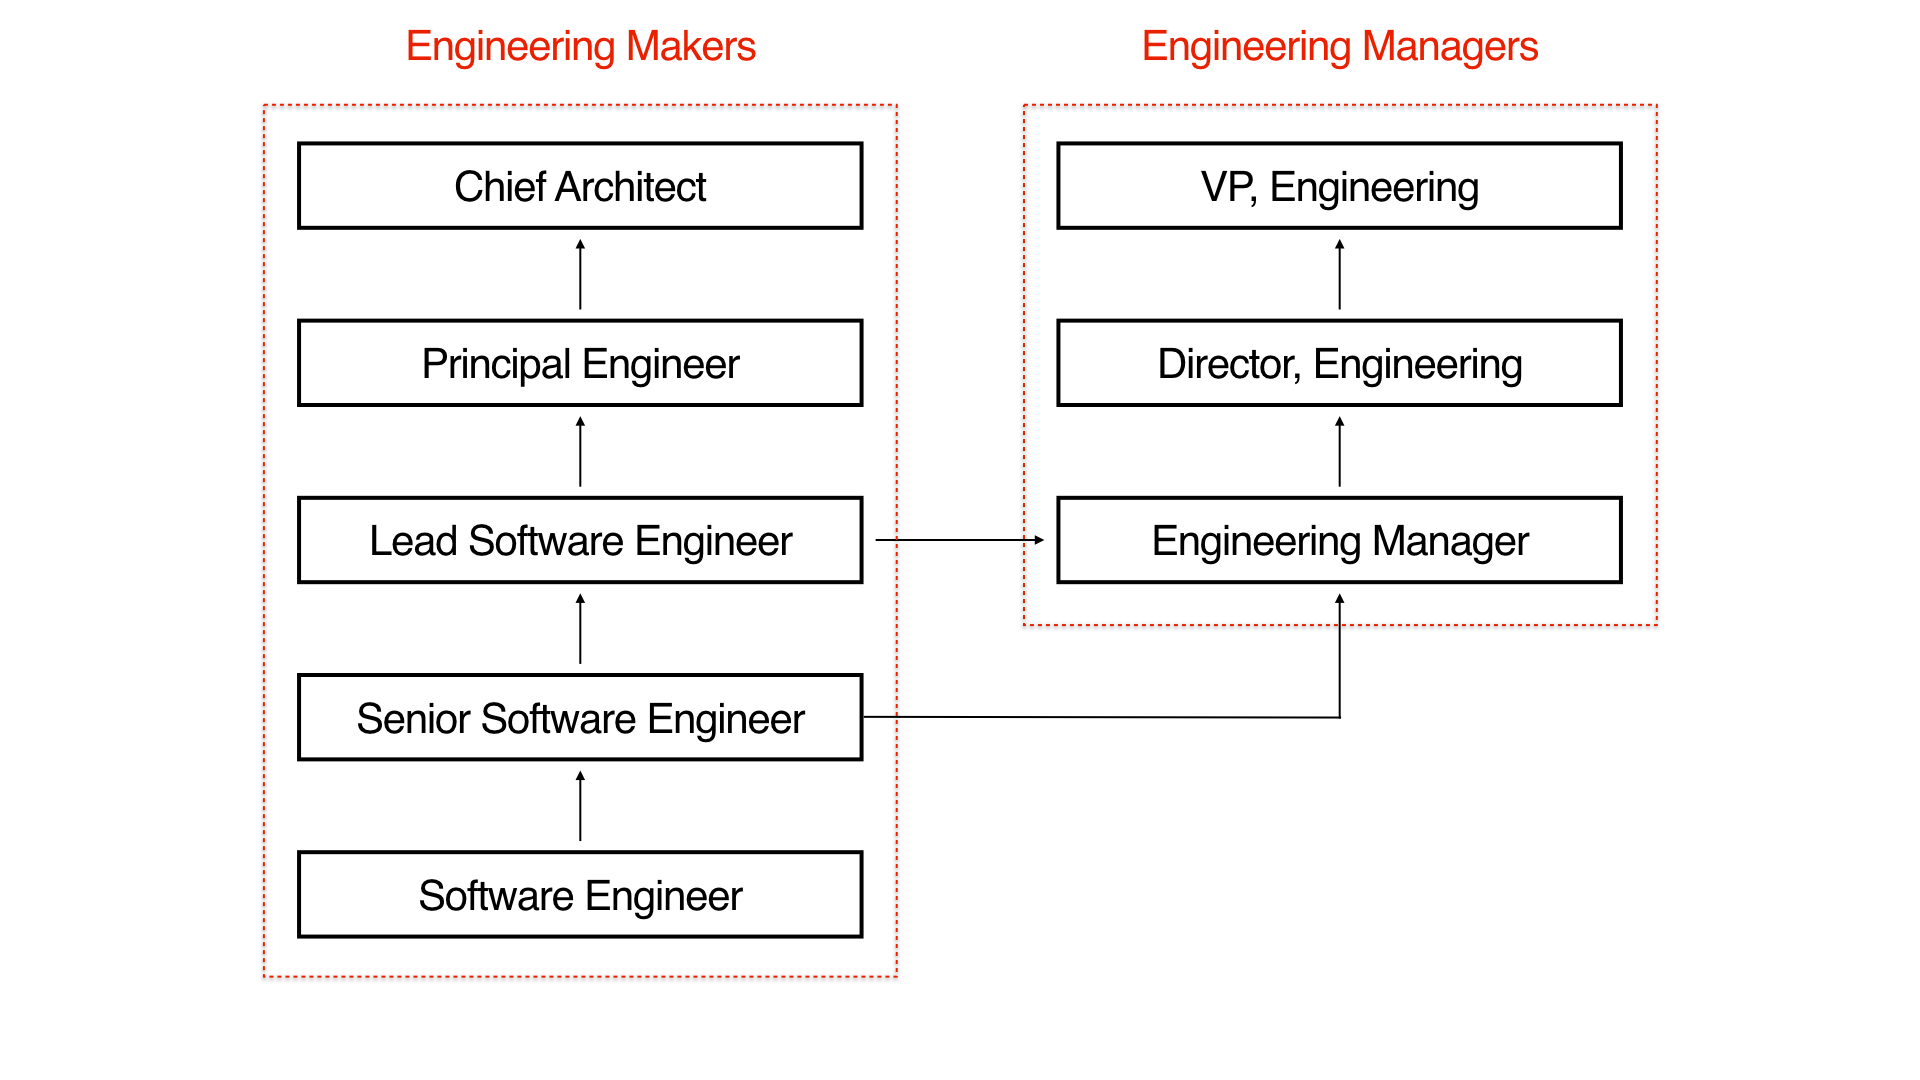 Engineering Makers
Chief Architect
Principal Engineer
Lead Software Engineer
Senior Software Engineer
Software Engineer
Engineering Managers
VP, Engineering
Director, Engineering
Engineering Manager